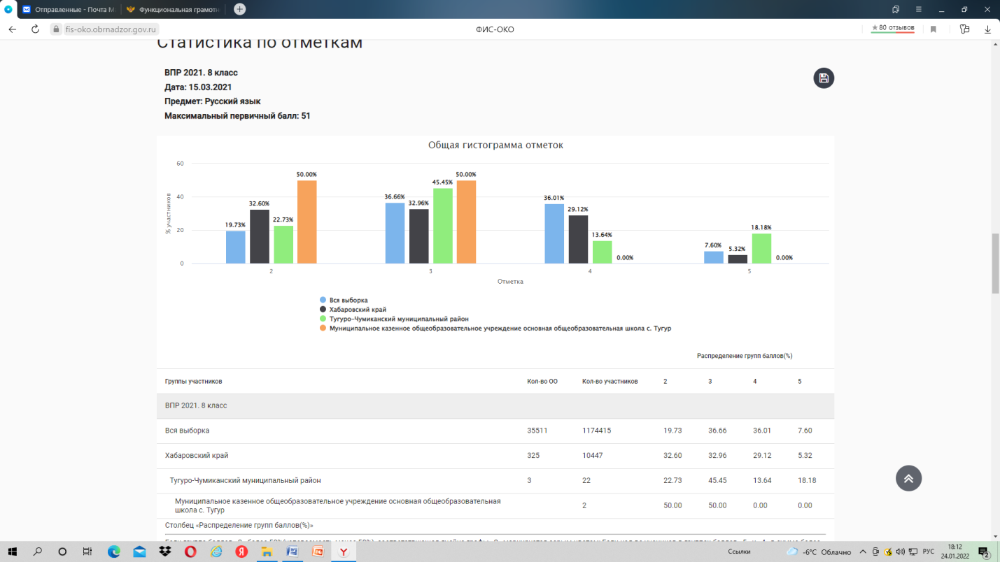 Отправленные - Почта М
Функциональная грамотн
fis-oko.obrnadzor.gov.ru
ФИС-ОКО
★ 80 отзывов
Статистика по отметкам
ВПР 2021. 8 класс
Дата: 15.03.2021
Предмет: Русский язык
Максимальный первичный балл: 51
Общая гистограмма отметок
% участников
60
40
20
0
19.73% 32.60% 22.73% 50.00%
36.66% 32.96% 45.45% 50.00%
36.01% 29.12% 13.64% 0.00%
7.60% 5.32% 18.18% 0.00%
2 3 4 5
Отметка
Вся выборка
Хабаровский край
Тугуро-Чумиканский муниципальный район
Муниципальное казенное общеобразовательное учреждение основная общеобразовательная школа с. Тугур
Распределение групп баллов(%)
Группы участников Кол-во ОО Кол-во участников 2 3 4 5
ВПР 2021. 8 класс
Вся выборка 35511 1174415 19.73 36.66 36.01 7.60
Хабаровский край 325 10447 32.60 32.96 29.12 5.32
Тугуро-Чумиканский муниципальный район 3 22 22.73 45.45 13.64 18.18
Муниципальное казенное общеобразовательное учреждение основная общеобразовательная
школа с. Тугур 2 50.00 50.00 0.00 0.00
Столбец «Распределение групп баллов(%)»
Ссылки
-6°C Облачно
РУС
18:12
24.01.2022
2